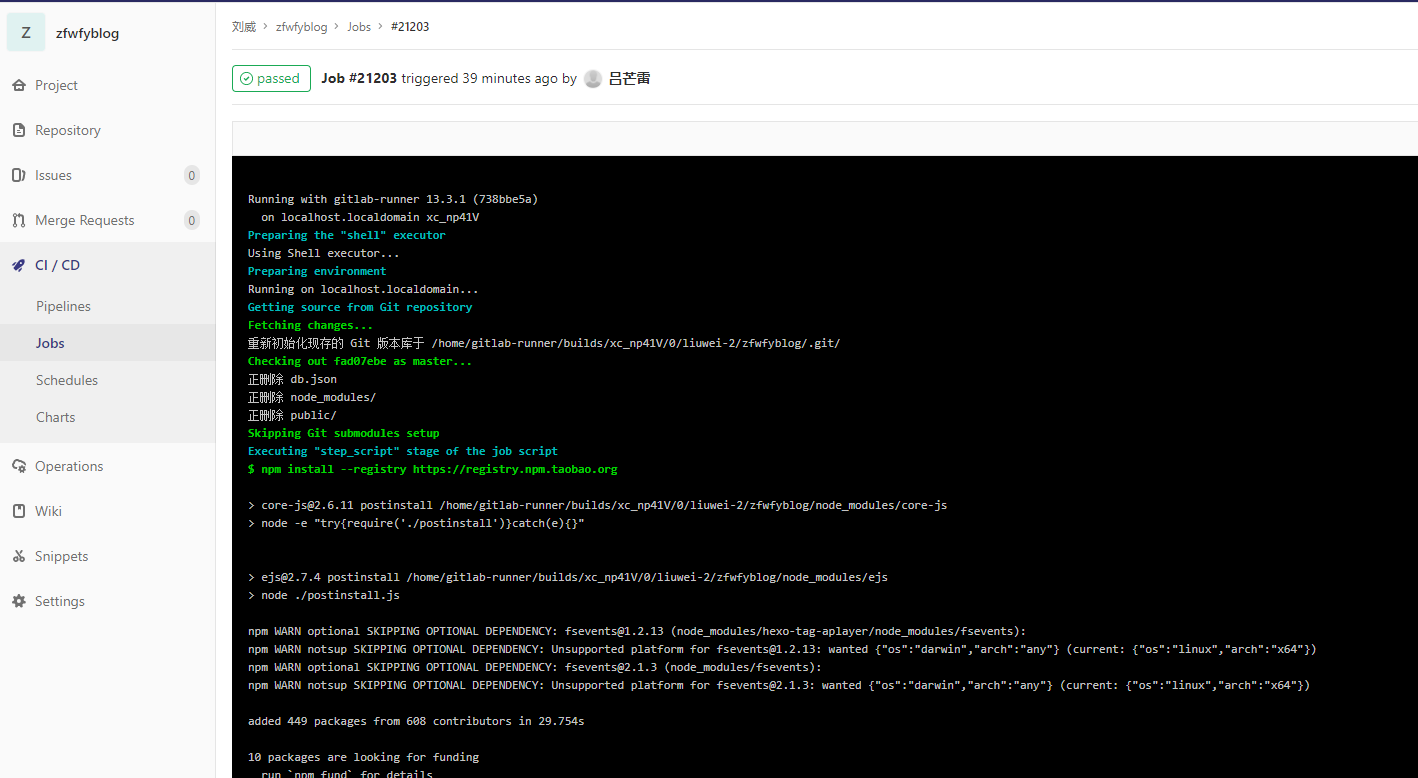 Z zfwfyblog
Project
Repository
Issues 0
Merge Requests 0
CI / CD
Pipelines
Jobs
Schedules
Charts
Operations
Wiki
Snippets
Settings
刘威 › zfwfyblog › Jobs › #21203
passed Job #21203 triggered 39 minutes ago by 吕芒雷
Running with gitlab-runner 13.3.1 (738bbe5a)
on localhost.localdomain xc_np41V
Preparing the "shell" executor
Using Shell executor...
Preparing environment
Running on localhost.localdomain...
Getting source from Git repository
Fetching changes...
重新初始化现存的 Git 版本库于 /home/gitlab-runner/builds/xc_np41V/0/liuwei-2/zfwfyblog/.git/
Checking out fad07ebe as master...
正删除 db.json
正删除 node_modules/
正删除 public/
Skipping Git submodules setup
Executing "step_script" stage of the job script
$ npm install --registry https://registry.npm.taobao.org
> core-js@2.6.11 postinstall /home/gitlab-runner/builds/xc_np41V/0/liuwei-2/zfwfyblog/node_modules/core-js
> node -e "try{require('./postinstall')}catch(e){}"
> ejs@2.7.4 postinstall /home/gitlab-runner/builds/xc_np41V/0/liuwei-2/zfwfyblog/node_modules/ejs
> node ./postinstall.js
npm WARN optional SKIPPING OPTIONAL DEPENDENCY: fsevents@1.2.13 (node_modules/hexo-tag-aplayer/node_modules/fsevents):
npm WARN notsup SKIPPING OPTIONAL DEPENDENCY: Unsupported platform for fsevents@1.2.13: wanted {"os":"darwin","arch":"any"} (current: {"os":"linux","arch":"x64"})
npm WARN optional SKIPPING OPTIONAL DEPENDENCY: fsevents@2.1.3 (node_modules/fsevents):
npm WARN notsup SKIPPING OPTIONAL DEPENDENCY: Unsupported platform for fsevents@2.1.3: wanted {"os":"darwin","arch":"any"} (current: {"os":"linux","arch":"x64"})
added 449 packages from 608 contributors in 29.754s
10 packages are looking for funding
run `npm fund` for details